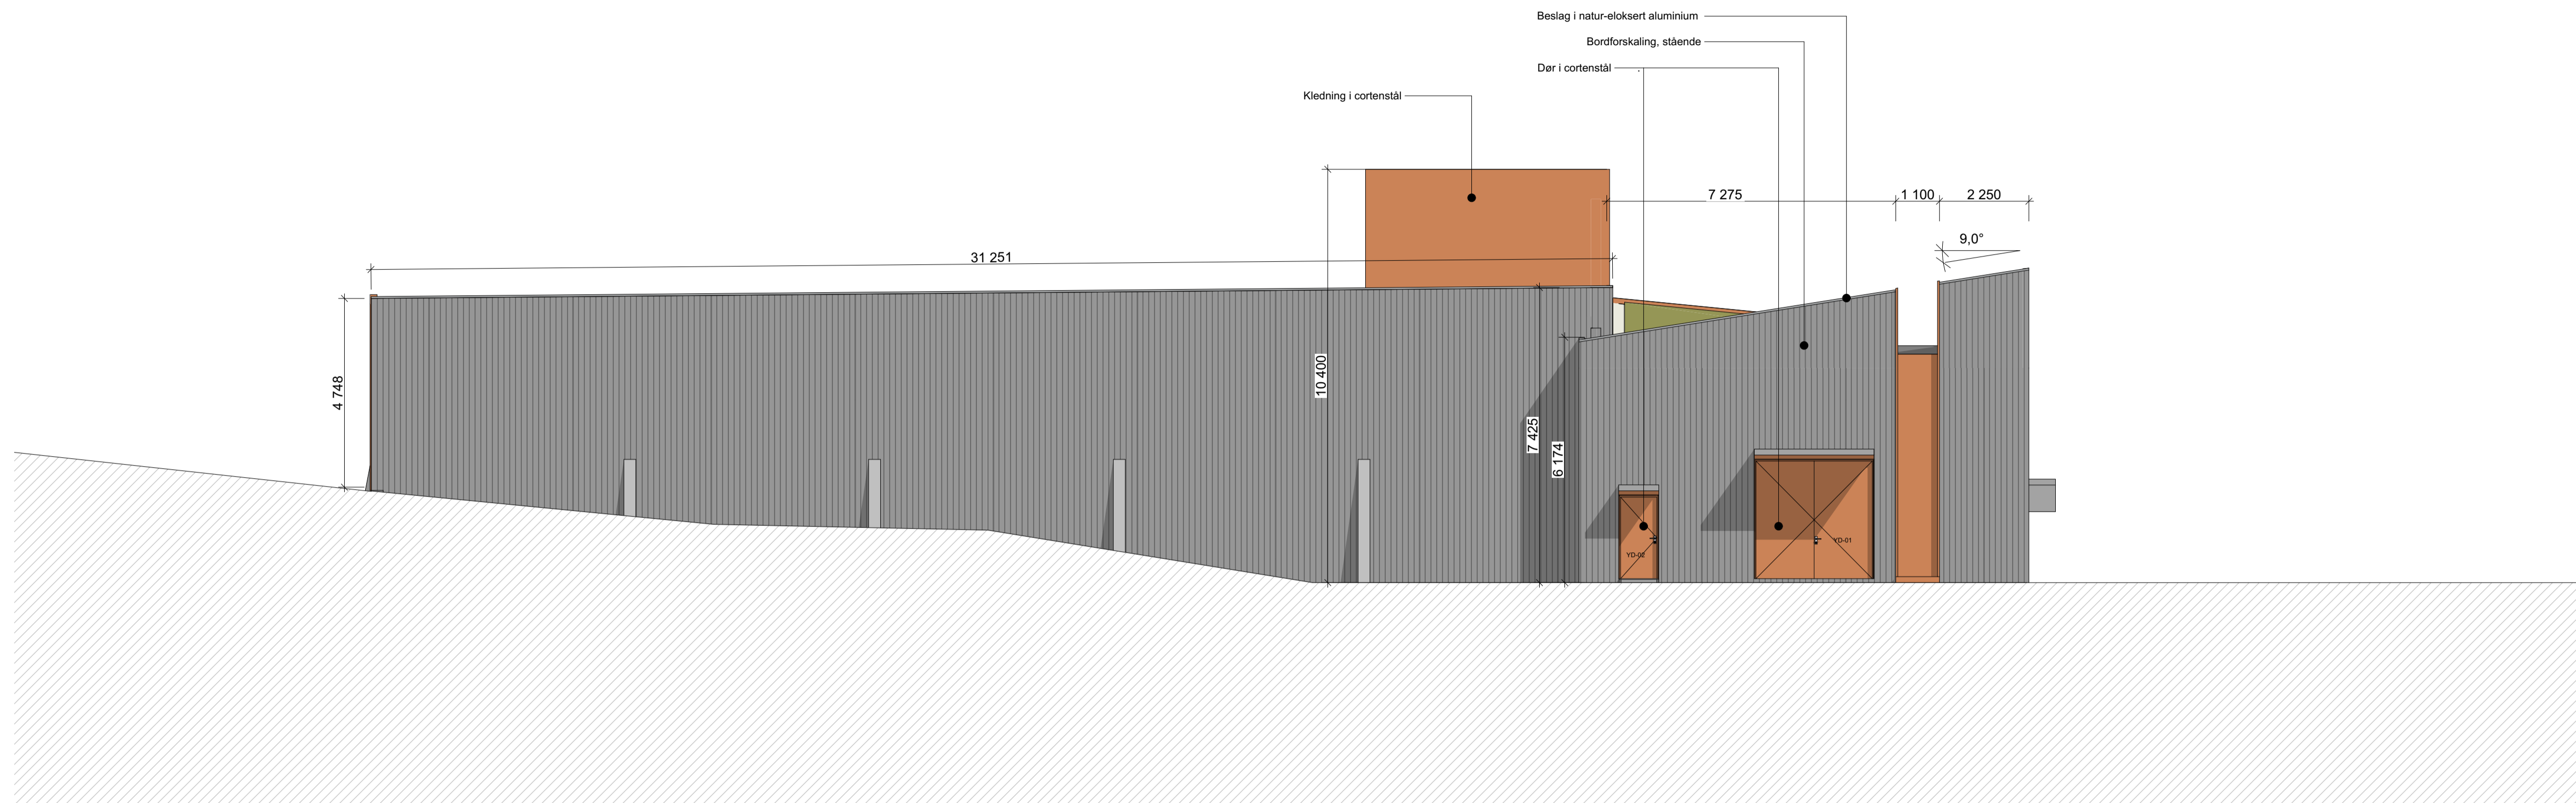 Beslag i natur-eloksert aluminium
Bordforskaling, stående
Dør i cortenstål
Kledning i cortenstål
7 275
1 100
2 250
9,0°
31 251
4 748
10 400
7 425
6 174
YD-02
YD-01